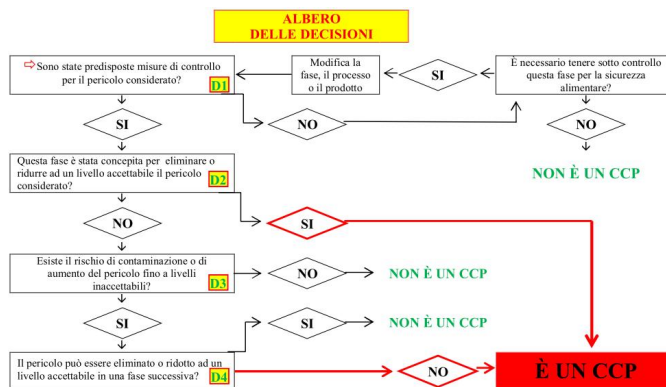 ALBERO
DELLE DECISIONI
⇨Sono state predisposte misure di controllo
per il pericolo considerato?
D1
Modifica la
fase, il processo
o il prodotto
SI
È necessario tenere sotto controllo
questa fase per la sicurezza
alimentare?
SI
NO
NO
NON È UN CCP
Questa fase è stata concepita per eliminare o
ridurre ad un livello accettabile il pericolo
considerato?
D2
NO
SI
Esiste il rischio di contaminazione o di
aumento del pericolo fino a livelli
inaccettabili?
D3
NO
NON È UN CCP
SI
SI
NON È UN CCP
Il pericolo può essere eliminato o ridotto ad un
livello accettabile in una fase successiva?
D4
NO
È UN CCP